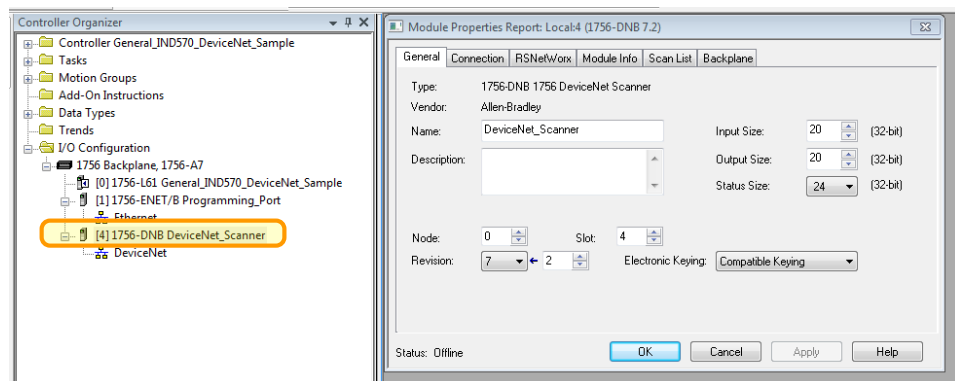 Controller Organizer
Controller General_IND570_DeviceNet_Sample
Tasks
Motion Groups
Add-On Instructions
Data Types
Trends
I/O Configuration
1756 Backplane, 1756-A7
[0] 1756-L61 General_IND570_DeviceNet_Sample
[1] 1756-ENET/B Programming_Port
Ethernet
[4] 1756-DNB DeviceNet_Scanner
DeviceNet
Module Properties Report: Local:4 (1756-DNB 7.2)
General Connection RSNetWorx Module Info Scan List Backplane
Type: 1756-DNB 1756 DeviceNet Scanner
Vendor: Allen-Bradley
Name: DeviceNet_Scanner Input Size: 20 (32-bit)
Description: Output Size: 20 (32-bit)
Status Size: 24 (32-bit)
Node: 0 Slot: 4
Revision: 7 2 Electronic Keying: Compatible Keying
Status: Offline OK Cancel Apply Help